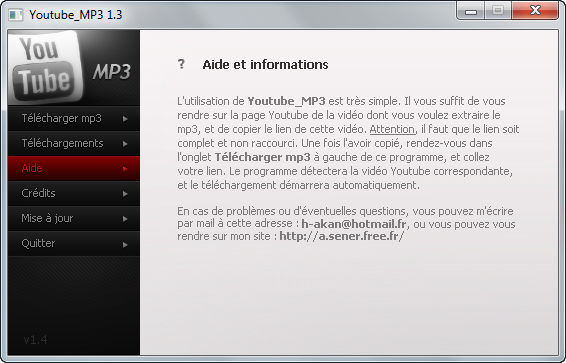 Youtube_MP3 1.3
You
Tube
MP3
Télécharger mp3
Téléchargements
Aide
Crédits
Mise à jour
Quitter
v1.4
? Aide et informations
L'utilisation de Youtube_MP3 est très simple. Il vous suffit de vous
rendre sur la page Youtube de la vidéo dont vous voulez extraire le
mp3, et de copier le lien de cette vidéo. Attention, il faut que le lien soit
complet et non raccourci. Une fois l'avoir copié, rendez-vous dans
l'onglet Télécharger mp3 à gauche de ce programme, et collez
votre lien. Le programme détectera la vidéo Youtube correspondante,
et le téléchargement démarrera automatiquement.
En cas de problèmes ou d'éventuelles questions, vous pouvez m'écrire
par mail à cette adresse : h-akan@hotmail.fr, ou vous pouvez vous
rendre sur mon site : http://a.sener.free.fr/